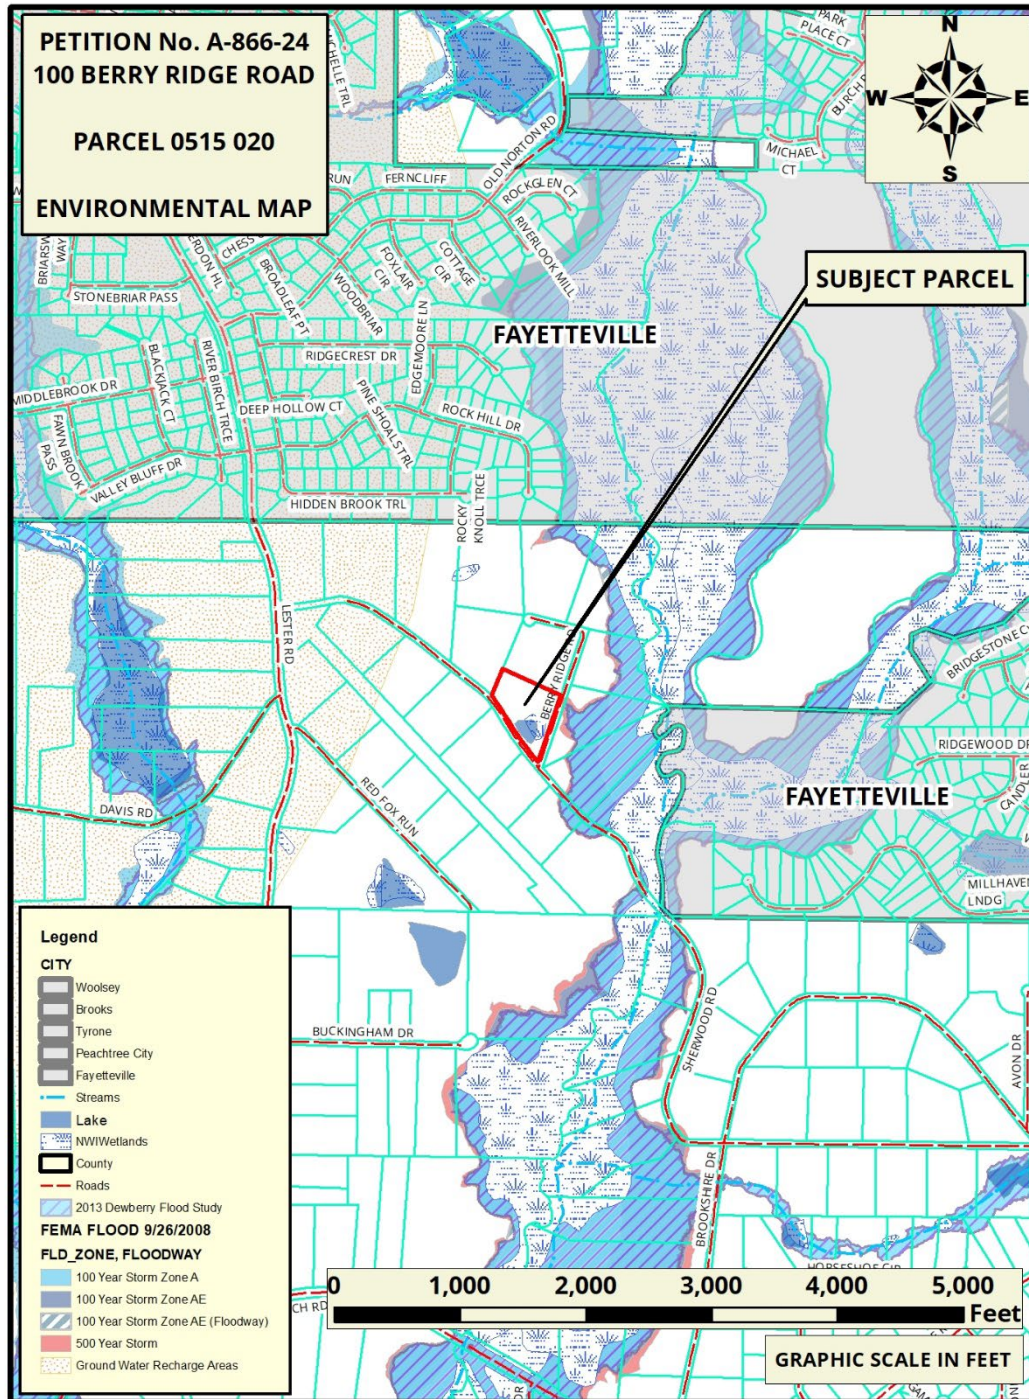 PETITION No. A-866-24
100 BERRY RIDGE ROAD
PARCEL 0515 020
ENVIRONMENTAL MAP
N
W
E
S
PARK
PLACE CT
MICHAEL
CT
OLD NORTON RD
FERNCLIFF
ROCKGLEN CT
RIVERLOOK MILL
COTTAGE
CIR
FOXLAIR
CIR
WOODBRIAR
BROADLEAF PT
STONEBRIAR PASS
SUBJECT PARCEL
FAYETTEVILLE
RIDGECREST DR
EDGEMOORE LN
RIVER BIRCH TRCE
BLACKJACK CT
MIDDLEBROOK DR
DEEP HOLLOW CT
PINE SHOALS TRL
ROCK HILL DR
FAWN BROOK
PASS
VALLEY BLUFF DR
HIDDEN BROOK TRL
ROCKY
KNOLL TRCE
LESTER RD
BERRY RIDGE RD
RED FOX RUN
DAVIS RD
RIDGEWOOD DR
FAYETTEVILLE
MILLHAVEN
LNDG
BUCKINGHAM DR
SHERWOOD RD
AVON DR
BROOKSHIRE DR
Legend
CITY
Woolsey
Brooks
Tyrone
Peachtree City
Fayetteville
Streams
Lake
NWIWetlands
County
Roads
2013 Dewberry Flood Study
FEMA FLOOD 9/26/2008
FLD_ZONE, FLOODWAY
100 Year Storm Zone A
100 Year Storm Zone AE
100 Year Storm Zone AE (Floodway)
500 Year Storm
Ground Water Recharge Areas
0 1,000 2,000 3,000 4,000 5,000
Feet
GRAPHIC SCALE IN FEET